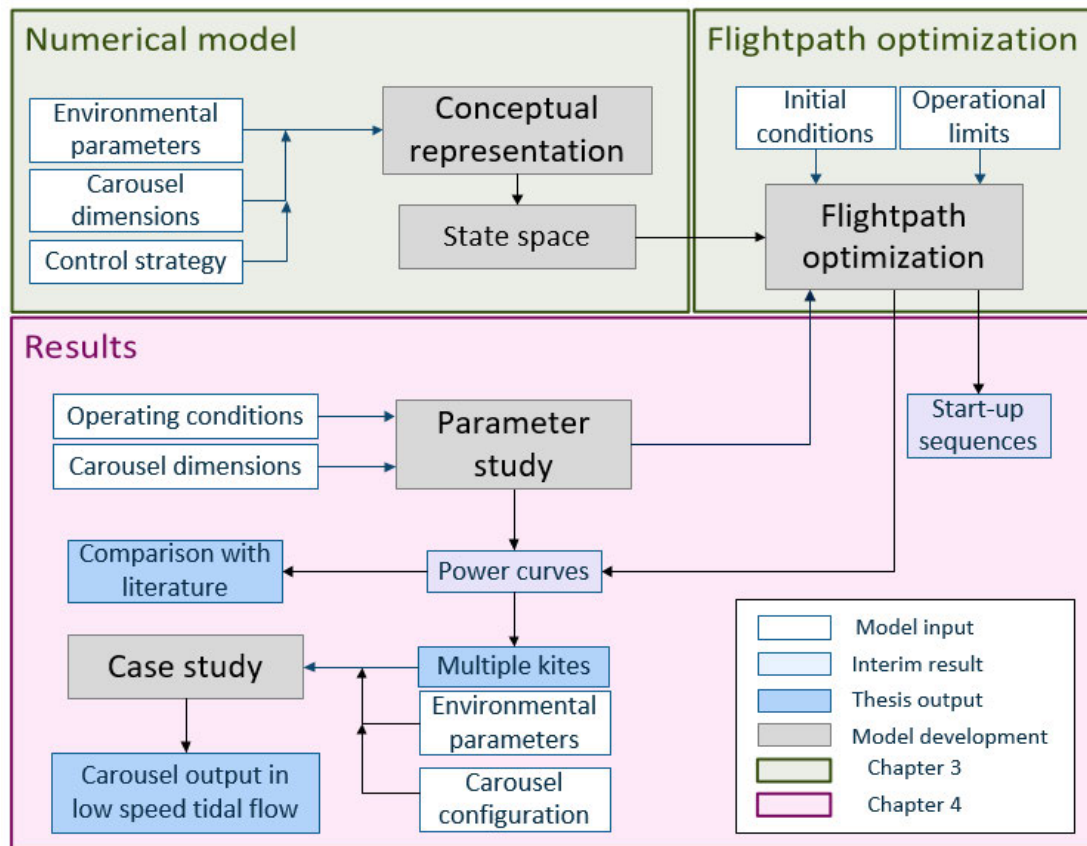 Numerical model
Environmental
parameters
Carousel
dimensions
Control strategy
Conceptual
representation
State space
Flightpath optimization
Initial
conditions
Operational
limits
Flightpath
optimization
Results
Operating conditions
Carousel dimensions
Parameter
study
Start-up
sequences
Comparison with
literature
Power curves
Case study
Multiple kites
Environmental
parameters
Carousel
configuration
Carousel output in
low speed tidal flow
Model input
Interim result
Thesis output
Model development
Chapter 3
Chapter 4